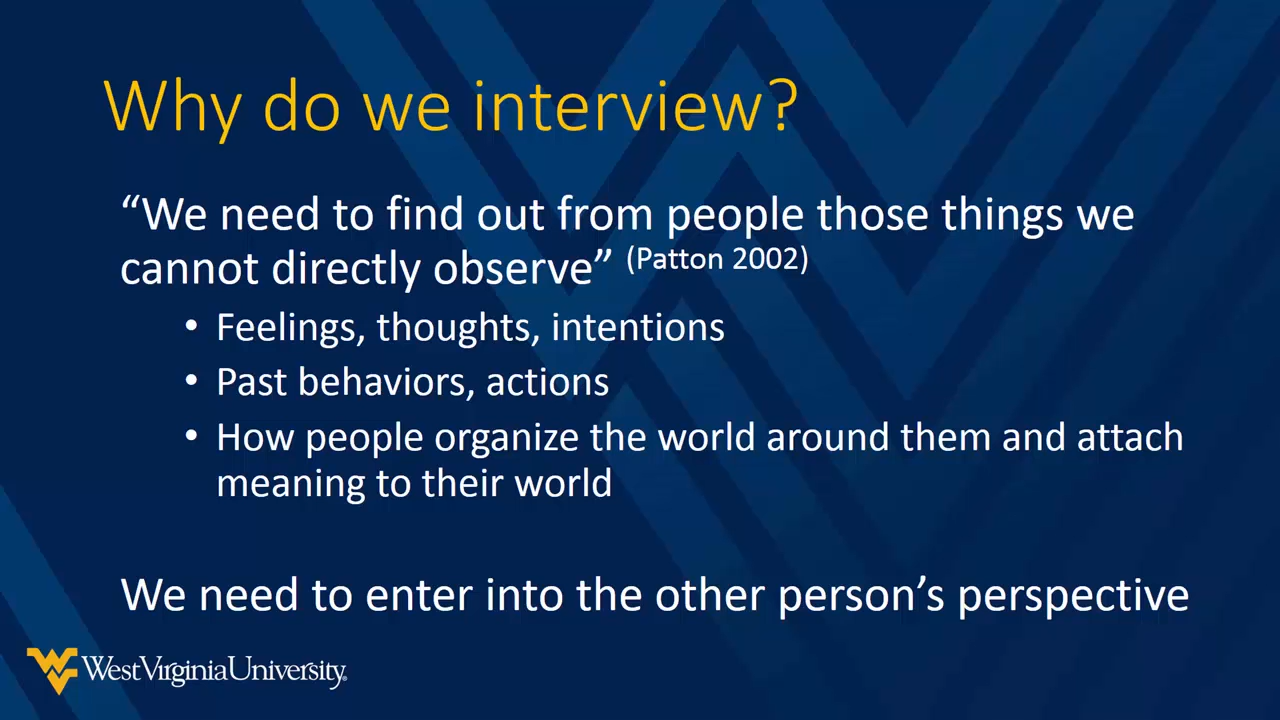 Why do we interview?
“We need to find out from people those things we
cannot directly observe” (Patton 2002)
• Feelings, thoughts, intentions
• Past behaviors, actions
• How people organize the world around them and attach
meaning to their world
We need to enter into the other person’s perspective
WestVirginiaUniversity.